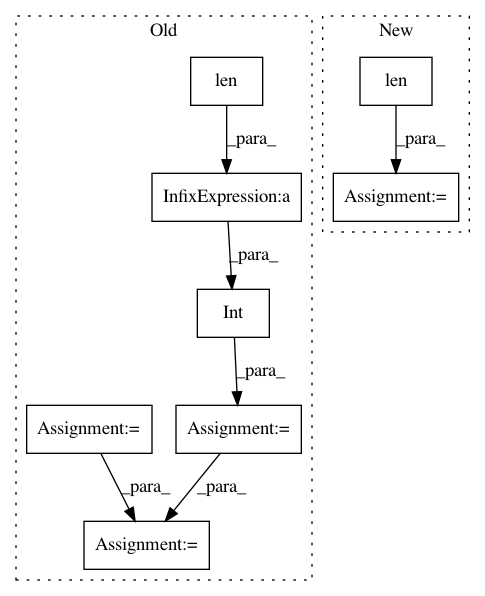 Old
New
len
len
_para_
_para_
InfixExpression:a
Assignment:=
_para_
Int
_para_
Assignment:=
Assignment:=
_para_
_para_
Assignment:=